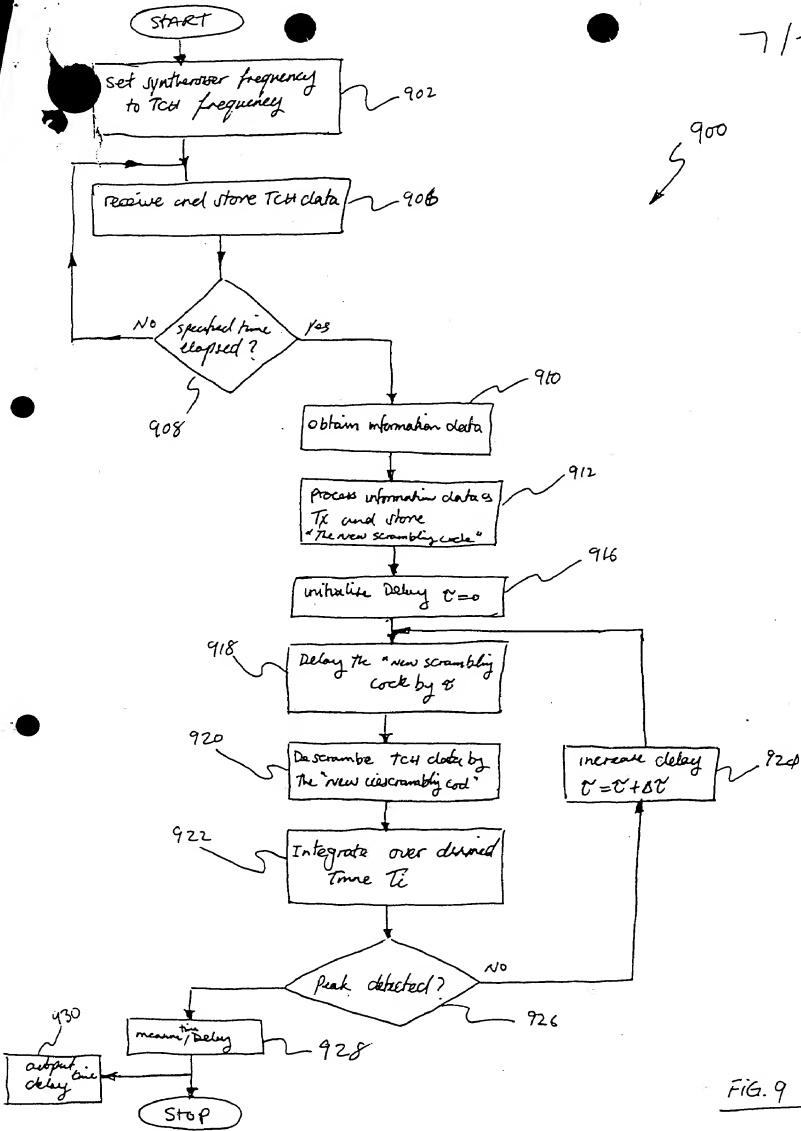 START
7/
set synthesiser frequency
to TCH frequency
902
900
receive and store TCH data
906
No
specified time
elapsed?
Yes
908
910
obtain information data
912
Process information data as
Tx and store
"The new scrambling code"
916
initialise Delay τ=0
918
Delay the "new scrambling
code by τ
920
Descrambe TCH data by
the "new descrambling cod"
increase delay
τ=τ+Δτ
924
922
Integrate over desired
Time Ti
Peak detected?
No
926
930
measure time Delay
928
output time
delay
STOP
FIG. 9